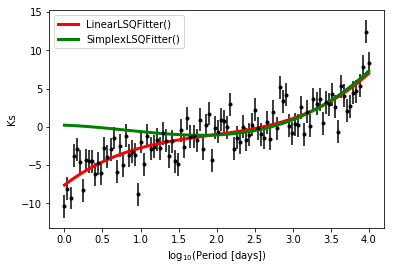 15
10
5
0
−5
−10
Ks
LinearLSQFitter()
SimplexLSQFitter()
0.0 0.5 1.0 1.5 2.0 2.5 3.0 3.5 4.0
log₁₀(Period [days])